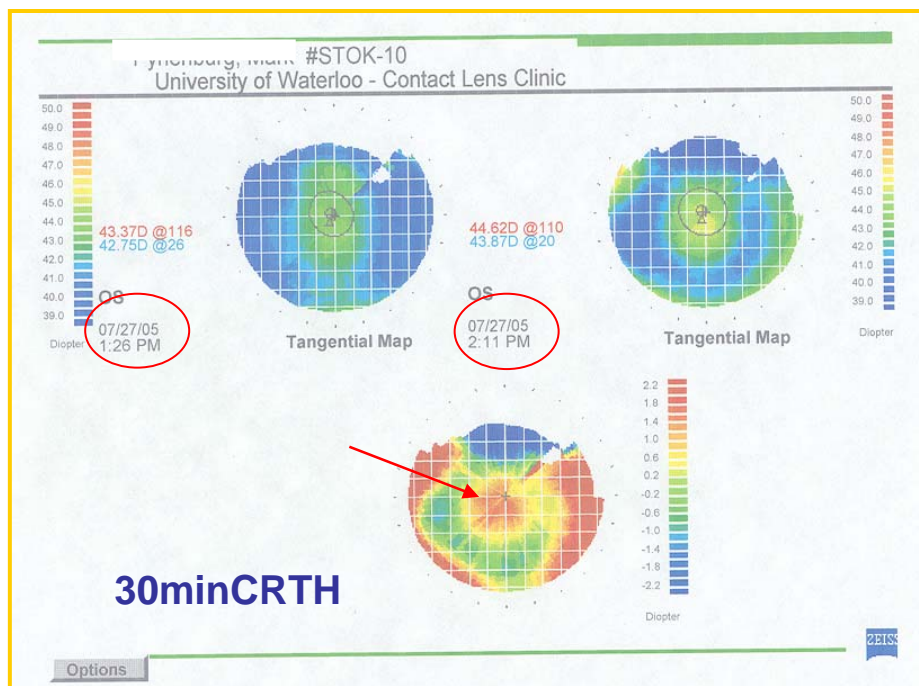 #STOK-10
University of Waterloo - Contact Lens Clinic
50.0
49.0
48.0
47.0
46.0
45.0
44.0
43.0
42.0
41.0
40.0
39.0
Diopter
43.37D @116
42.75D @26
OS
07/27/05
1:26 PM
Tangential Map
44.62D @110
43.87D @20
OS
07/27/05
2:11 PM
Tangential Map
50.0
49.0
48.0
47.0
46.0
45.0
44.0
43.0
42.0
41.0
40.0
39.0
Diopter
2.2
1.8
1.4
1.0
0.6
0.2
-0.2
-0.6
-1.0
-1.4
-1.8
-2.2
Diopter
30minCRTH
ZEISS
Options